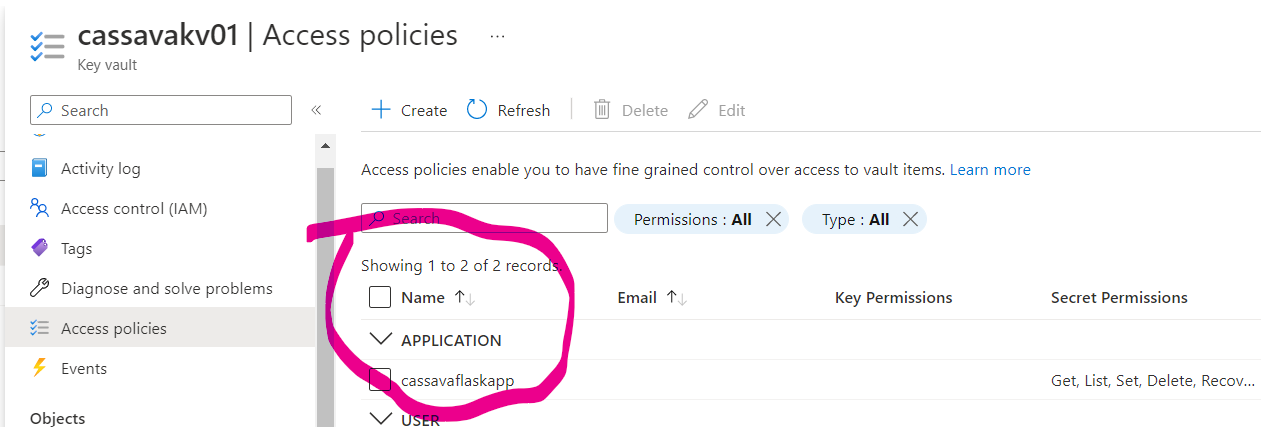 cassavakv01 | Access policies ...
Key vault
Search «
Create Refresh Delete Edit
Activity log
Access policies enable you to have fine grained control over access to vault items. Learn more
Access control (IAM)
Search Permissions : All Type : All
Tags
Showing 1 to 2 of 2 records.
Diagnose and solve problems
Name Email Key Permissions Secret Permissions
Access policies
APPLICATION
Events
cassavaflaskapp Get, List, Set, Delete, Recov...
Objects
USER